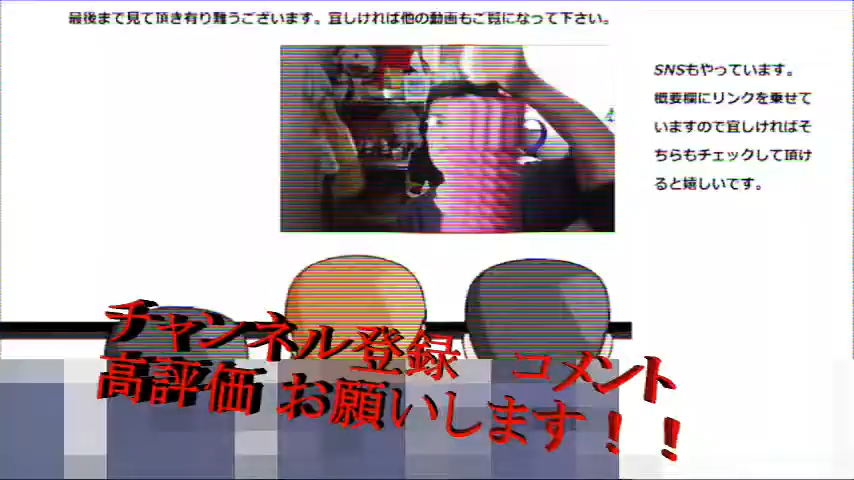 最後まで見て頂き有り難うございます。宜しければ他の動画もご覧になって下さい。
SNSもやっています。
概要欄にリンクを乗せて
いますので宜しければそ
ちらもチェックして頂け
ると嬉しいです。
チャンネル登録　コメント
高評価 お願いします！！